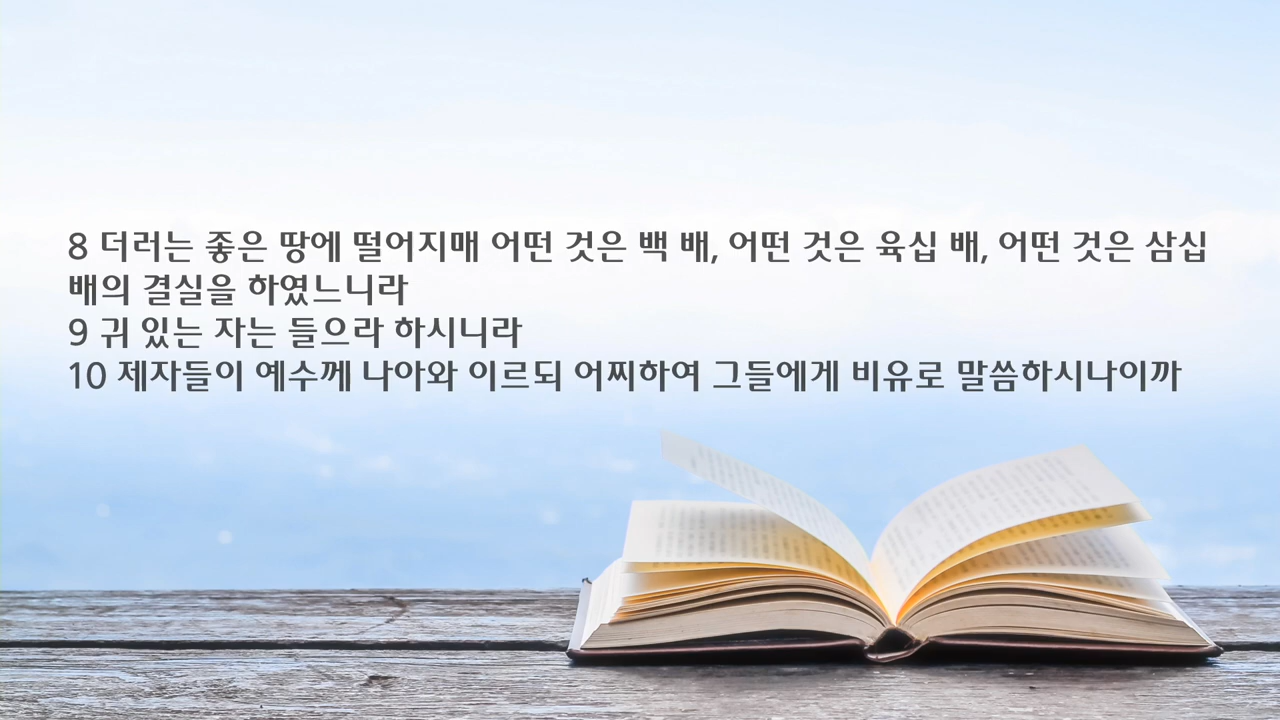 8 더러는 좋은 땅에 떨어지매 어떤 것은 백 배, 어떤 것은 육십 배, 어떤 것은 삼십
배의 결실을 하였느니라
9 귀 있는 자는 들으라 하시니라
10 제자들이 예수께 나아와 이르되 어찌하여 그들에게 비유로 말씀하시나이까